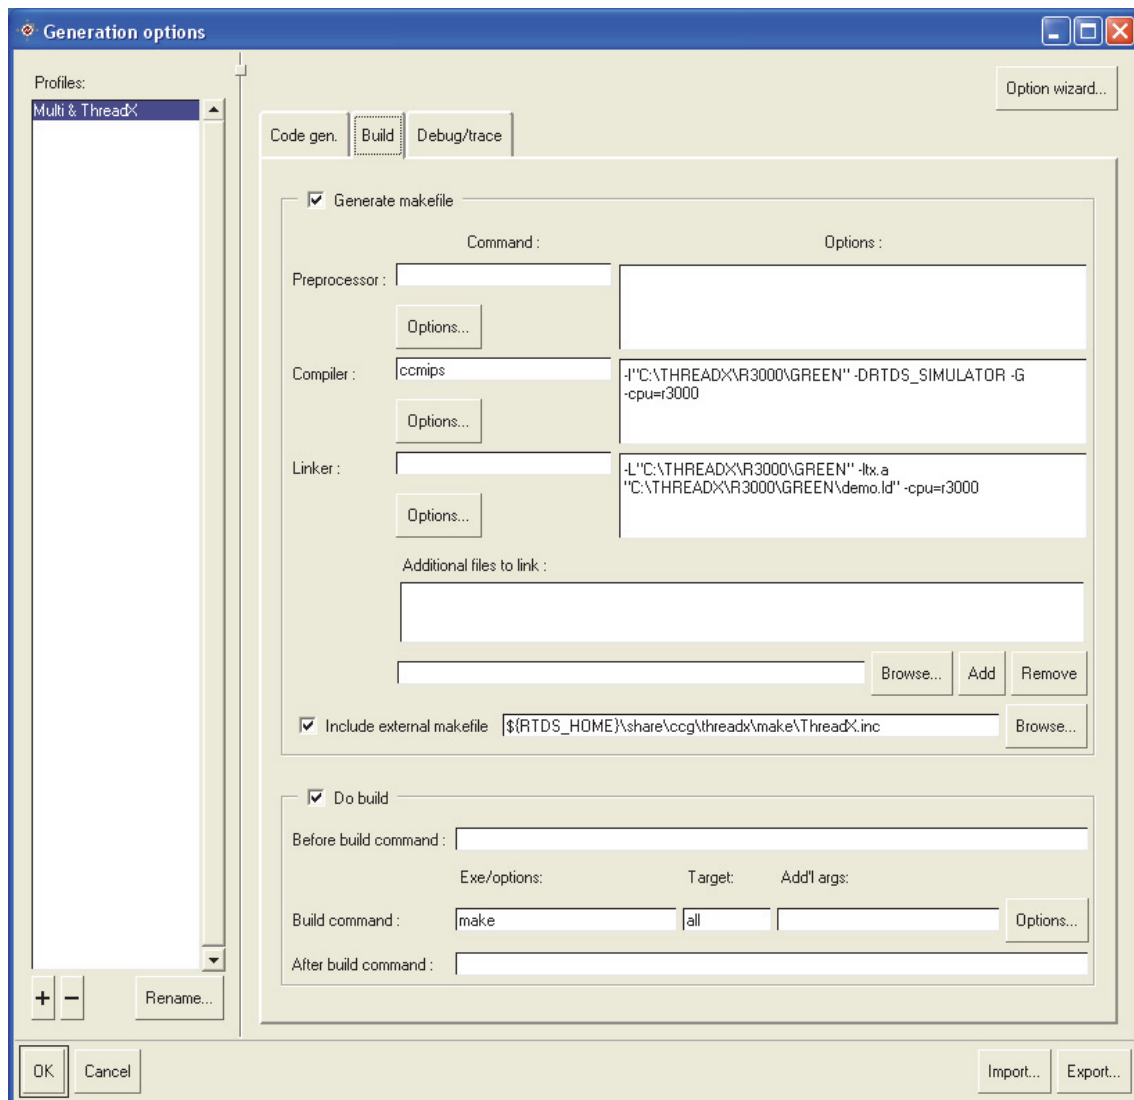 Generation options
Profiles:
Multi & ThreadX
Option wizard...
Code gen.
Build
Debug/trace
Generate makefile
Command :
Options :
Preprocessor :
Options...
Compiler :
ccmips
-I"C:\THREADX\R3000\GREEN" -DRTDS_SIMULATOR -G
-cpu=r3000
Options...
Linker :
-L"C:\THREADX\R3000\GREEN" -ltx.a
"C:\THREADX\R3000\GREEN\demo.ld" -cpu=r3000
Options...
Additional files to link :
Browse...
Add
Remove
Include external makefile
${RTDS_HOME}\share\ccg\threadx\make\ThreadX.inc
Browse...
Do build
Before build command :
Exe/options:
Target:
Add'l args:
Build command :
make
all
Options...
After build command :
+
−
Rename...
OK
Cancel
Import...
Export...